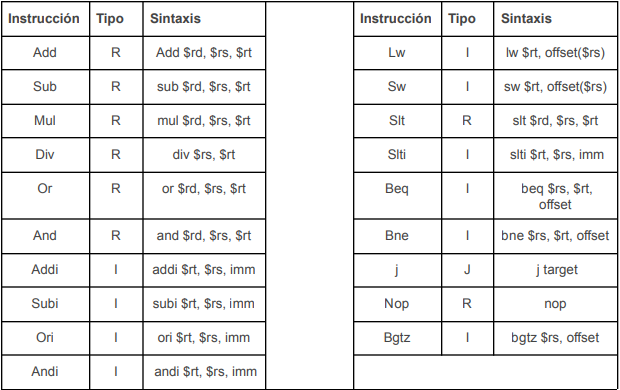 Instrucción Tipo Sintaxis Instrucción Tipo Sintaxis
Add R Add $rd, $rs, $rt Lw I lw $rt, offset($rs)
Sub R sub $rd, $rs, $rt Sw I sw $rt, offset($rs)
Mul R mul $rd, $rs, $rt Slt R slt $rd, $rs, $rt
Div R div $rs, $rt Slti I slti $rt, $rs, imm
Or R or $rd, $rs, $rt Beq I beq $rs, $rt,
offset
And R and $rd, $rs, $rt Bne I bne $rs, $rt, offset
Addi I addi $rt, $rs, imm j J j target
Subi I subi $rt, $rs, imm Nop R nop
Ori I ori $rt, $rs, imm Bgtz I bgtz $rs, offset
Andi I andi $rt, $rs, imm